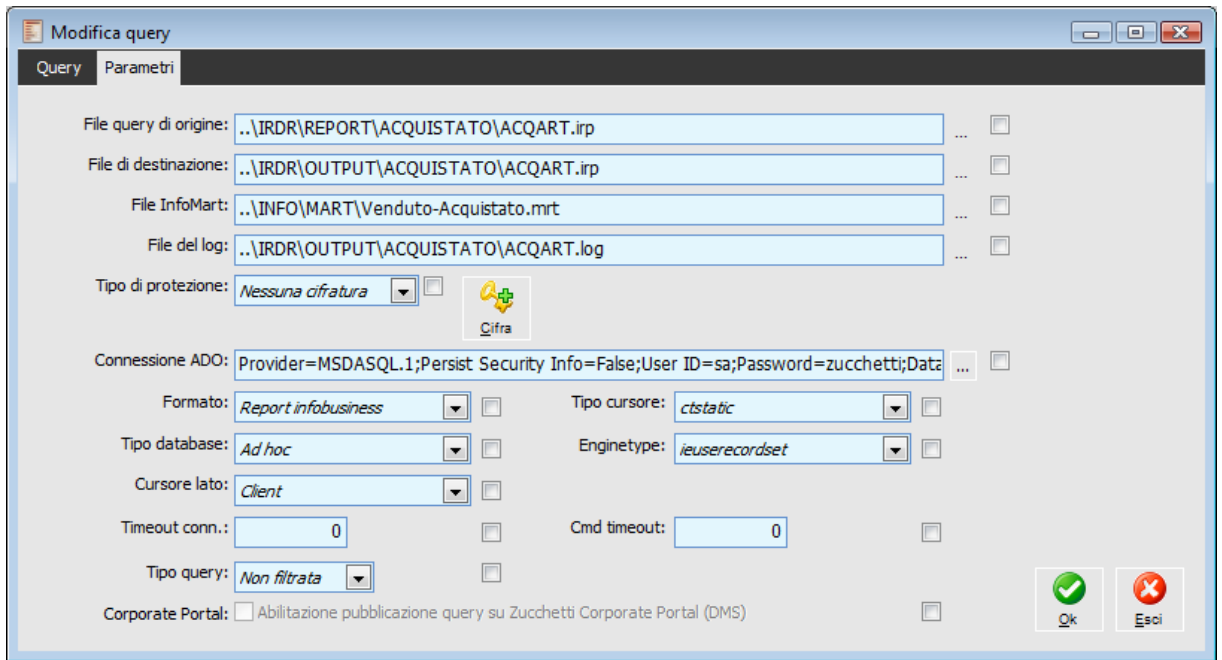 Modifica query
Query Parametri
File query di origine: ..\IRDR\REPORT\ACQUISTATO\ACQART.irp ...
File di destinazione: ..\IRDR\OUTPUT\ACQUISTATO\ACQART.irp ...
File InfoMart: ..\INFO\MART\Venduto-Acquistato.mrt ...
File del log: ..\IRDR\OUTPUT\ACQUISTATO\ACQART.log ...
Tipo di protezione: Nessuna cifratura
Cifra
Connessione ADO: Provider=MSDASQL.1;Persist Security Info=False;User ID=sa;Password=zucchetti;Data ...
Formato: Report infobusiness Tipo cursore: ctstatic
Tipo database: Ad hoc Enginetype: ieuserecordset
Cursore lato: Client
Timeout conn.: 0 Cmd timeout: 0
Tipo query: Non filtrata
Corporate Portal: Abilitazione pubblicazione query su Zucchetti Corporate Portal (DMS)
Ok Esci